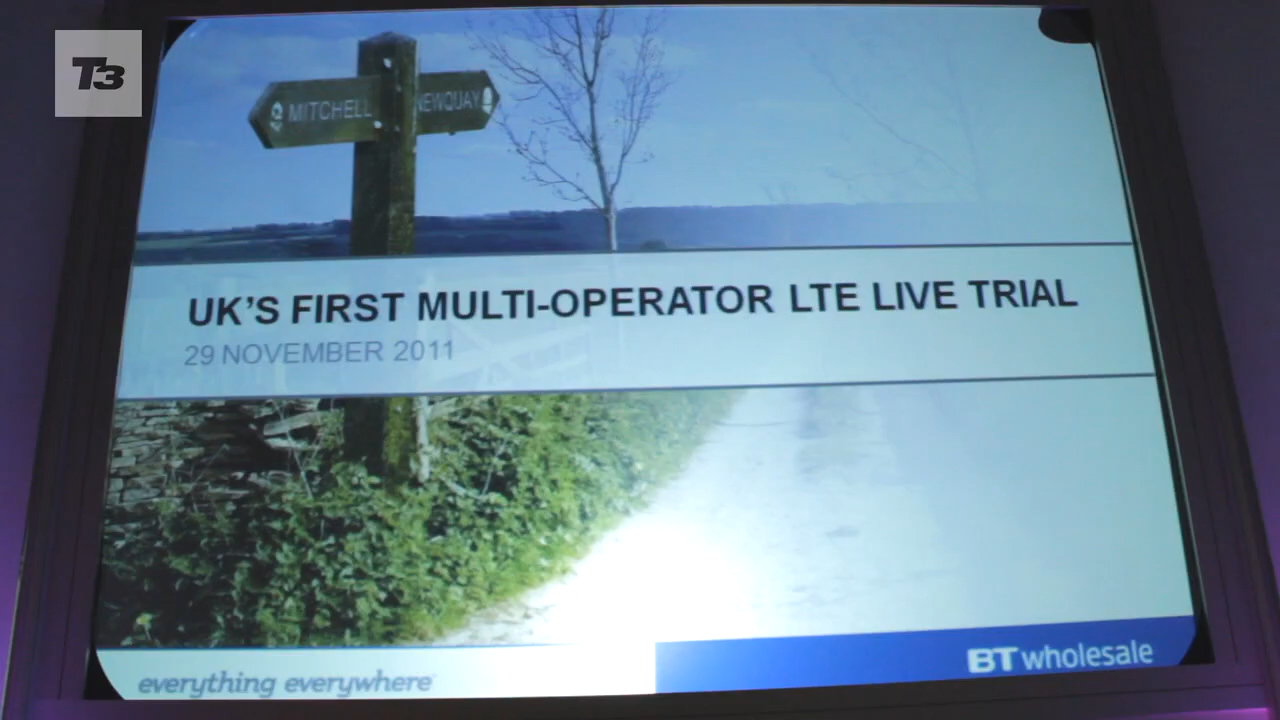 T3
MITCHELL
NEWQUAY
UK'S FIRST MULTI-OPERATOR LTE LIVE TRIAL
29 NOVEMBER 2011
everything everywhere
BT wholesale